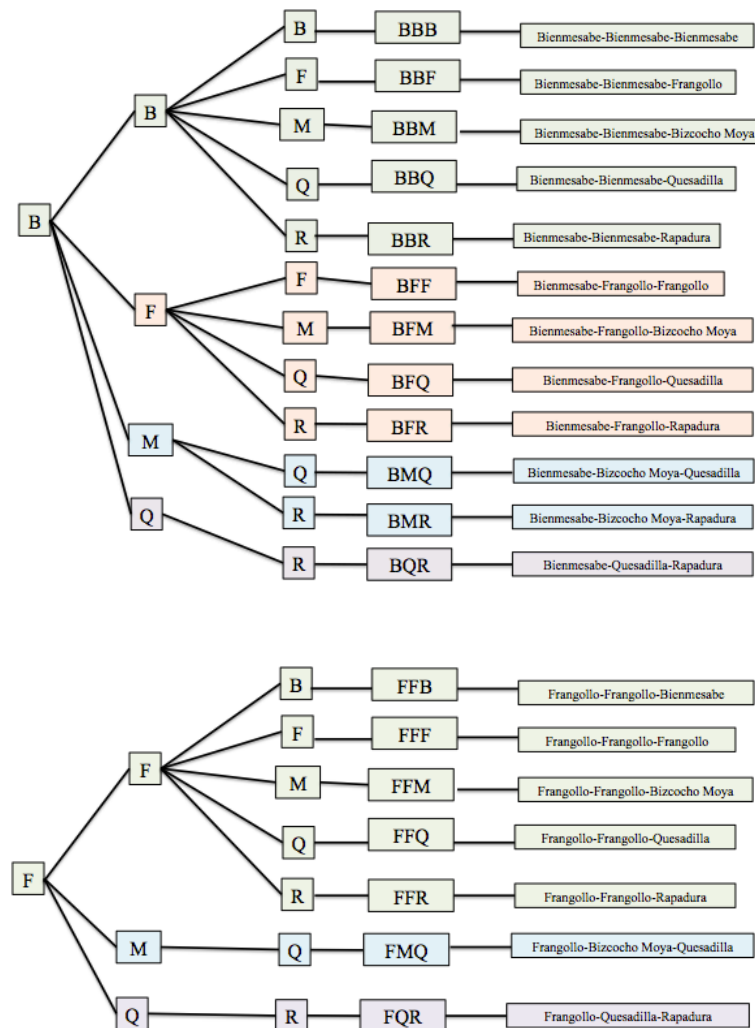 B BBB Bienmesabe-Bienmesabe-Bienmesabe
F BBF Bienmesabe-Bienmesabe-Frangollo
B
M BBM Bienmesabe-Bienmesabe-Bizcocho Moya
Q BBQ Bienmesabe-Bienmesabe-Quesadilla
B
R BBR Bienmesabe-Bienmesabe-Rapadura
F BFF Bienmesabe-Frangollo-Frangollo
F
M BFM Bienmesabe-Frangollo-Bizcocho Moya
Q BFQ Bienmesabe-Frangollo-Quesadilla
R BFR Bienmesabe-Frangollo-Rapadura
M
Q BMQ Bienmesabe-Bizcocho Moya-Quesadilla
R BMR Bienmesabe-Bizcocho Moya-Rapadura
Q
R BQR Bienmesabe-Quesadilla-Rapadura
B FFB Frangollo-Frangollo-Bienmesabe
F FFF Frangollo-Frangollo-Frangollo
F
M FFM Frangollo-Frangollo-Bizcocho Moya
Q FFQ Frangollo-Frangollo-Quesadilla
F
R FFR Frangollo-Frangollo-Rapadura
M Q FMQ Frangollo-Bizcocho Moya-Quesadilla
Q R FQR Frangollo-Quesadilla-Rapadura